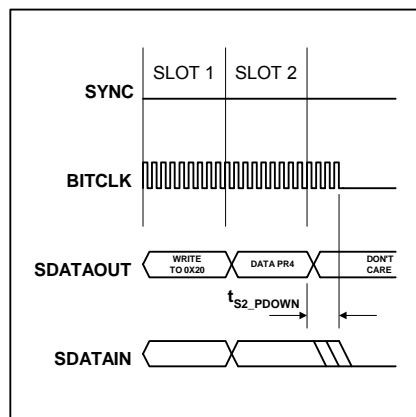 SLOT 1 SLOT 2
SYNC
BITCLK
SDATAOUT
WRITE
TO 0X20
DATA PR4
DON'T
CARE
tS2_PDOWN
SDATAIN